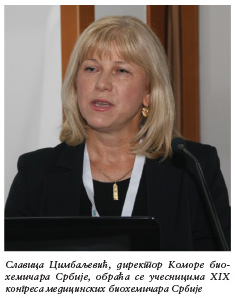 Славица Цимбаљевић, директор Коморе био-
хемичара Србије, обраћа се учесницима XIX
конгреса медицинских биохемичара Србије